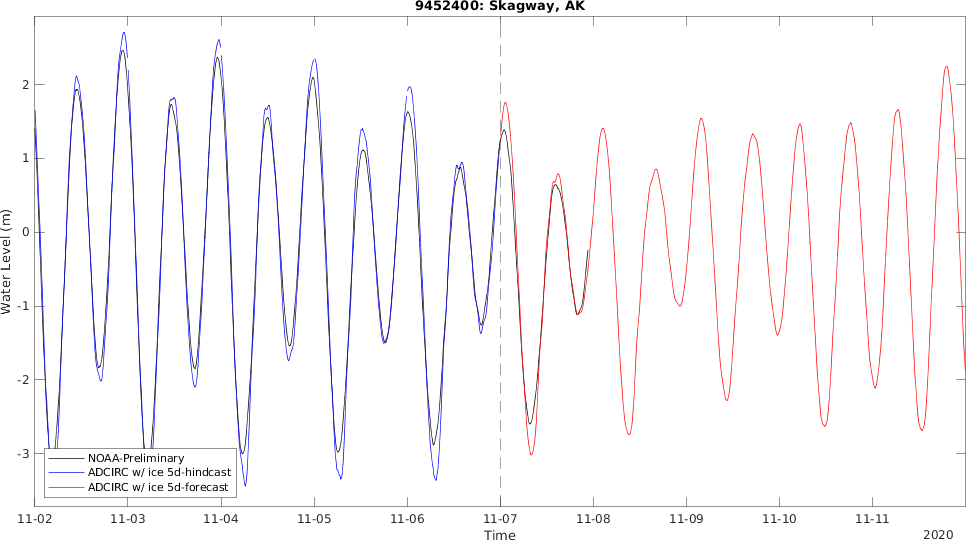 9452400: Skagway, AK
Water Level (m)
2
1
0
-1
-2
-3
NOAA-Preliminary
ADCIRC w/ ice 5d-hindcast
ADCIRC w/ ice 5d-forecast
11-02 11-03 11-04 11-05 11-06 11-07 11-08 11-09 11-10 11-11
Time
2020